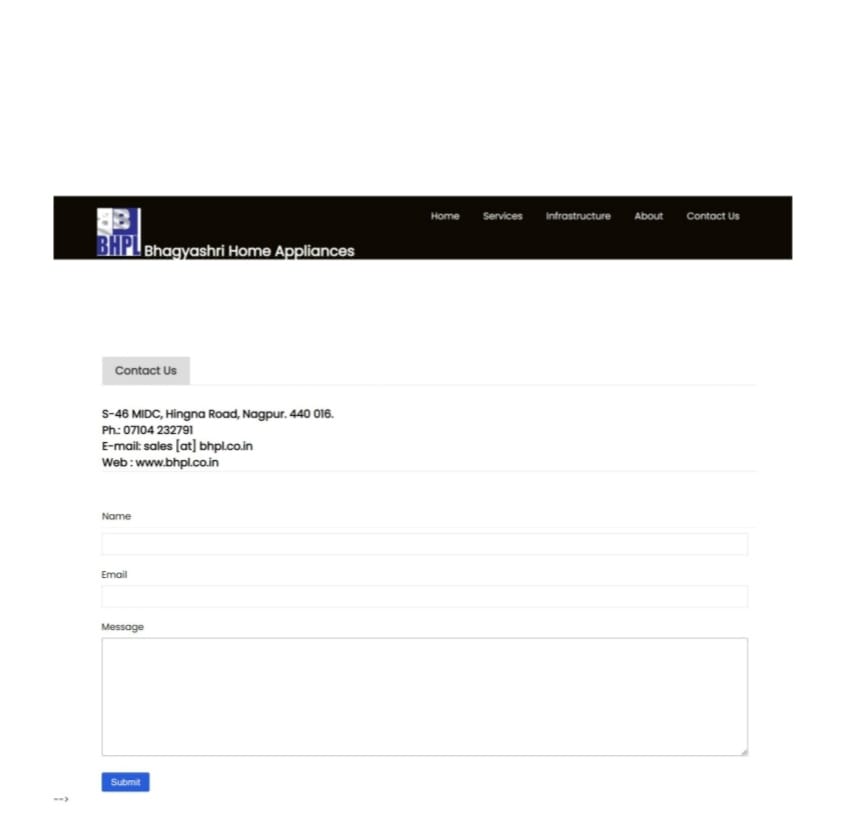 BHPL Bhagyashri Home Appliances
Home Services Infrastructure About Contact Us
Contact Us
S-46 MIDC, Hingna Road, Nagpur. 440 016.
Ph.: 07104 232791
E-mail: sales [at] bhpl.co.in
Web : www.bhpl.co.in
Name
Email
Message
Submit
-->